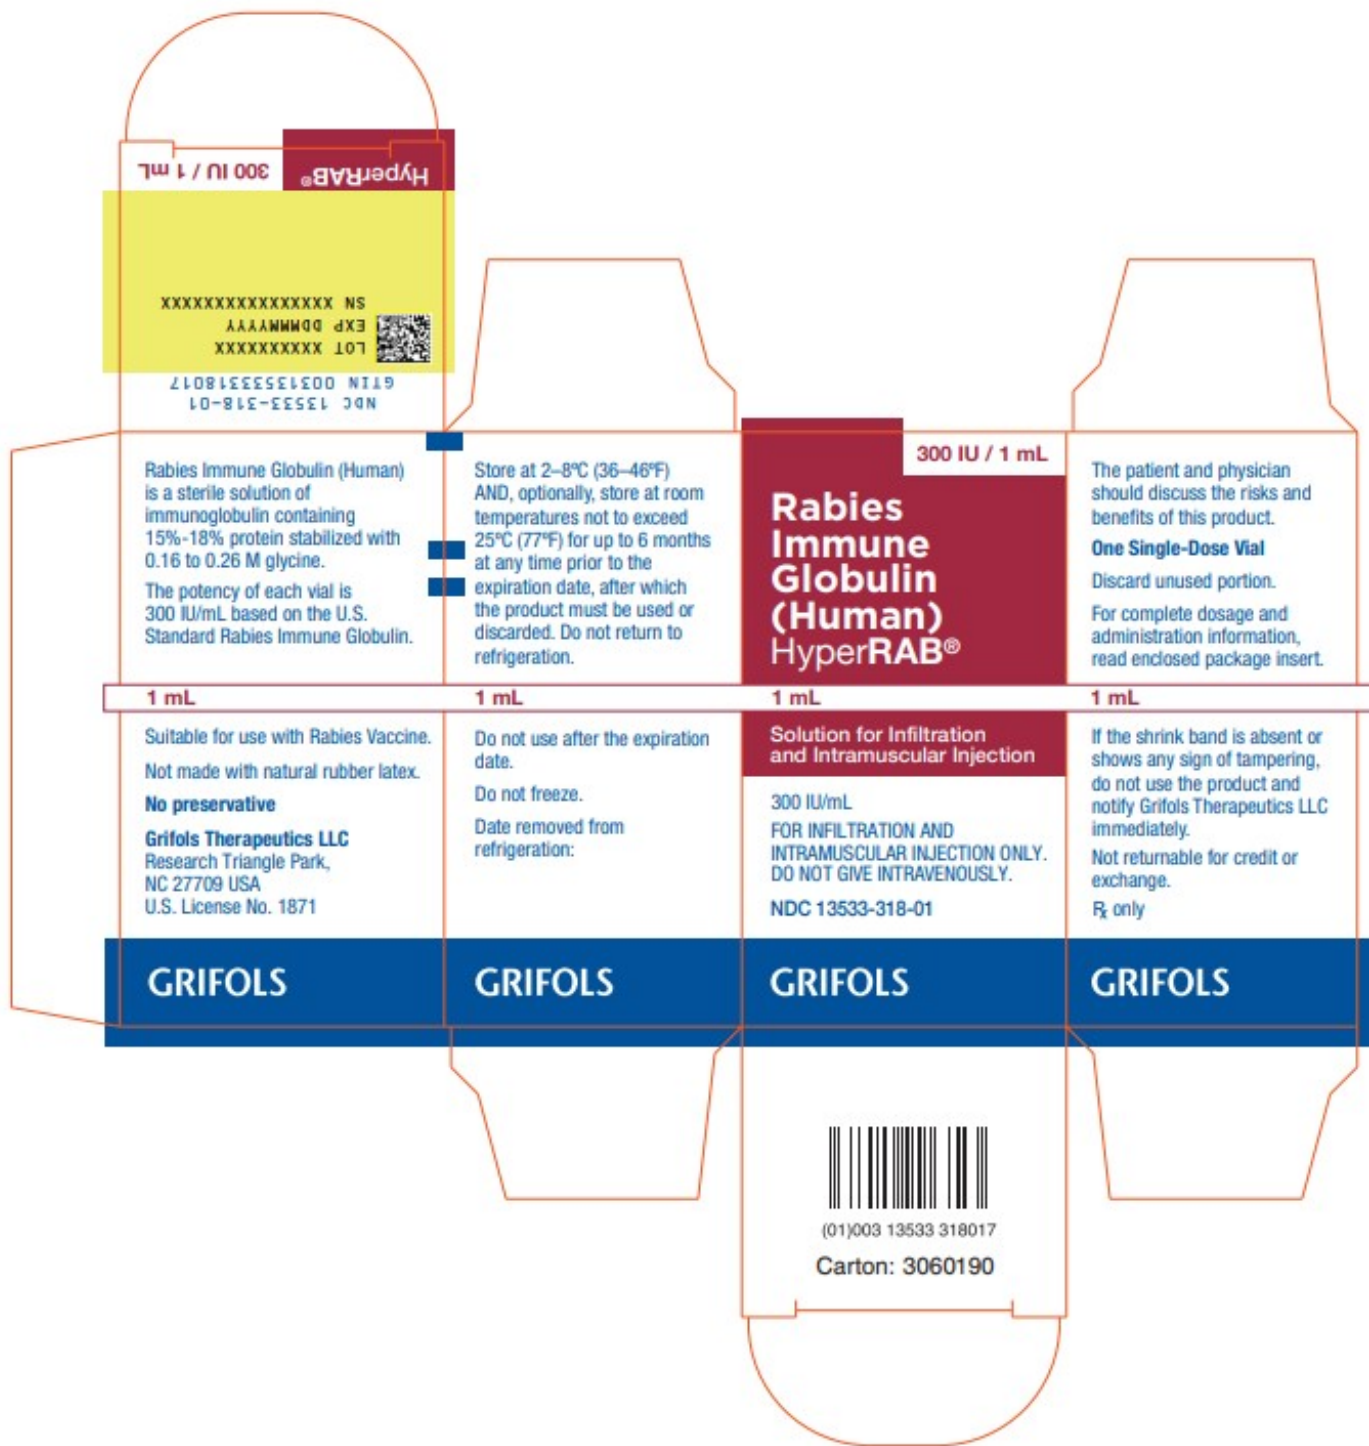 HyperRAB®
300 IU / 1 mL
NDC 13533-318-01
GTIN 00313533318017
LOT XXXXXXXXXX
EXP DDMMMYYYY
SN XXXXXXXXXXXXXXXX
Rabies Immune Globulin (Human)
is a sterile solution of
immunoglobulin containing
15%-18% protein stabilized with
0.16 to 0.26 M glycine.
The potency of each vial is
300 IU/mL based on the U.S.
Standard Rabies Immune Globulin.
1 mL
Suitable for use with Rabies Vaccine.
Not made with natural rubber latex.
No preservative
Grifols Therapeutics LLC
Research Triangle Park,
NC 27709 USA
U.S. License No. 1871
GRIFOLS
Store at 2–8ºC (36–46ºF)
AND, optionally, store at room
temperatures not to exceed
25ºC (77ºF) for up to 6 months
at any time prior to the
expiration date, after which
the product must be used or
discarded. Do not return to
refrigeration.
1 mL
Do not use after the expiration
date.
Do not freeze.
Date removed from
refrigeration:
GRIFOLS
300 IU / 1 mL
Rabies
Immune
Globulin
(Human)
HyperRAB®
1 mL
Solution for Infiltration
and Intramuscular Injection
300 IU/mL
FOR INFILTRATION AND
INTRAMUSCULAR INJECTION ONLY.
DO NOT GIVE INTRAVENOUSLY.
NDC 13533-318-01
GRIFOLS
The patient and physician
should discuss the risks and
benefits of this product.
One Single-Dose Vial
Discard unused portion.
For complete dosage and
administration information,
read enclosed package insert.
1 mL
If the shrink band is absent or
shows any sign of tampering,
do not use the product and
notify Grifols Therapeutics LLC
immediately.
Not returnable for credit or
exchange.
℞ only
GRIFOLS
(01)003 13533 318017
Carton: 3060190